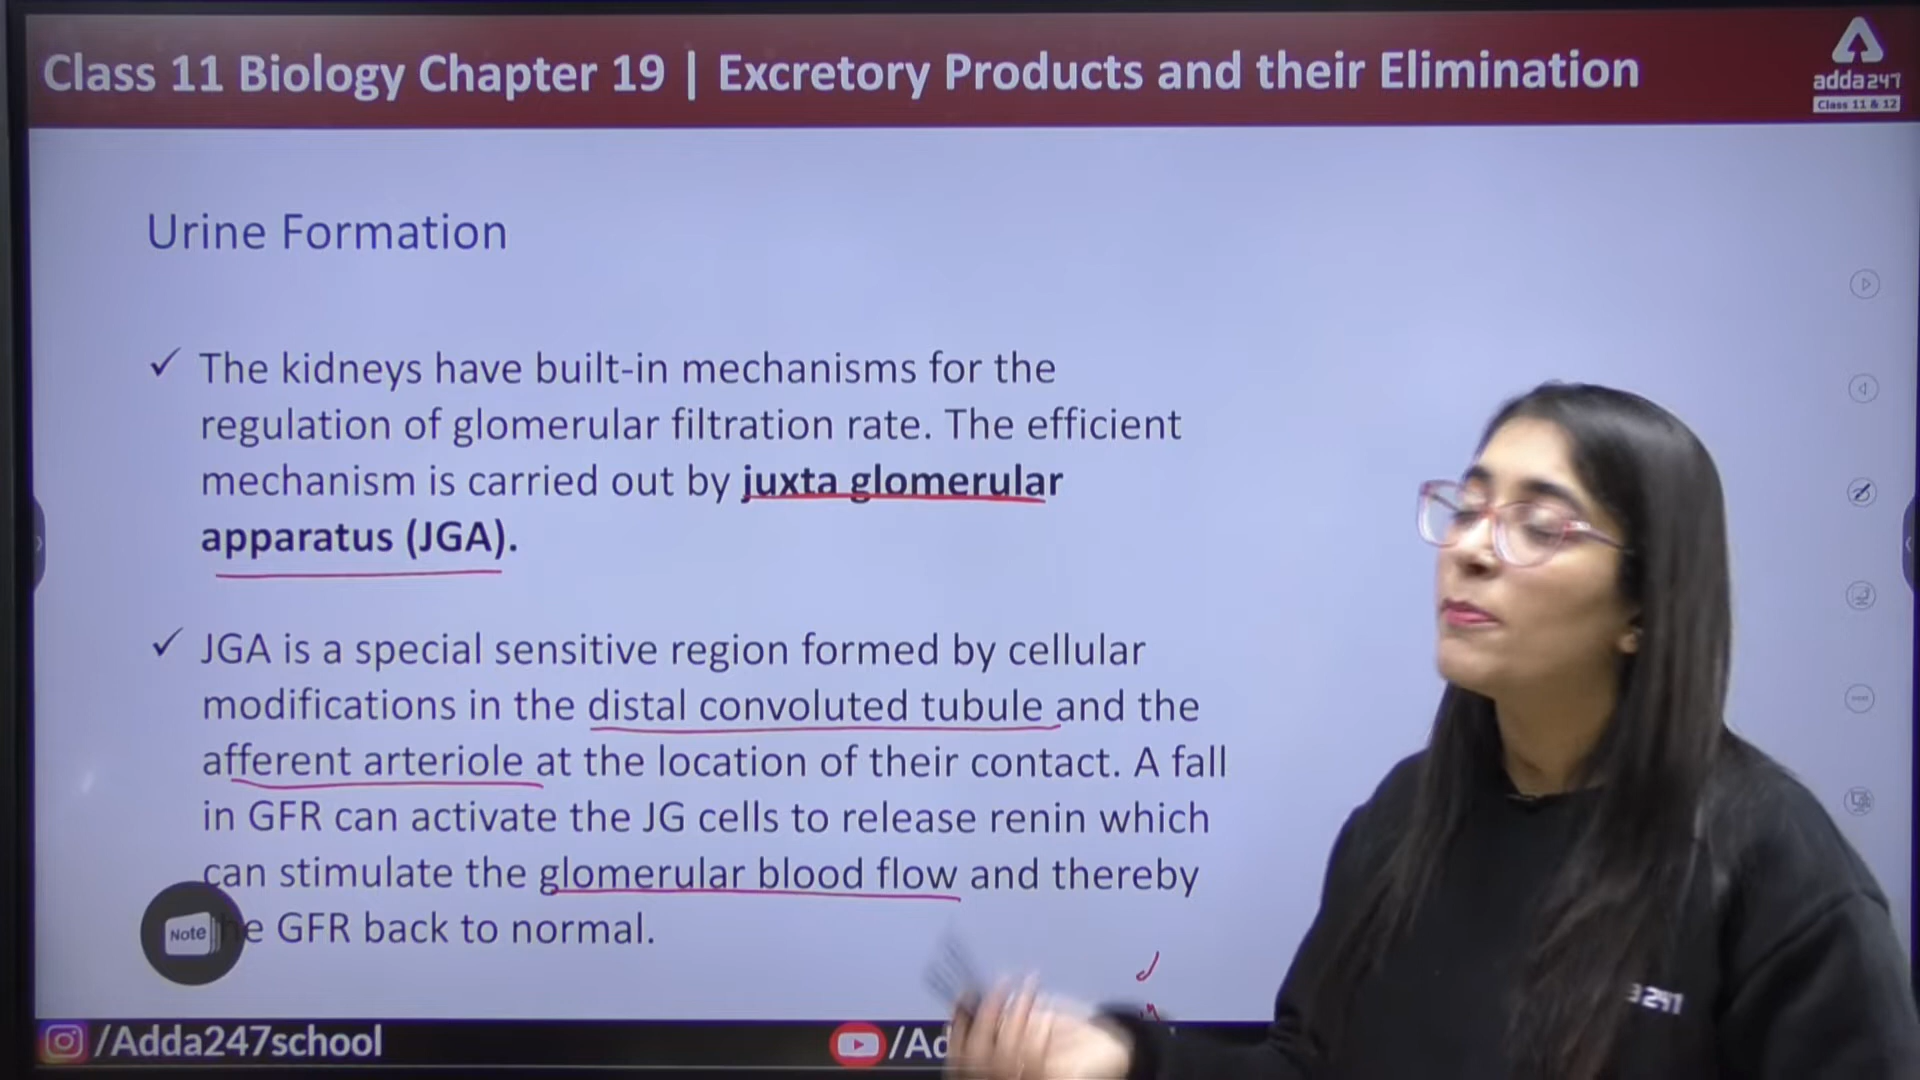 Class 11 Biology Chapter 19 | Excretory Products and their Elimination
adda247
Class 11 & 12
Urine Formation
✓ The kidneys have built-in mechanisms for the
regulation of glomerular filtration rate. The efficient
mechanism is carried out by juxta glomerular
apparatus (JGA).
✓ JGA is a special sensitive region formed by cellular
modifications in the distal convoluted tubule and the
afferent arteriole at the location of their contact. A fall
in GFR can activate the JG cells to release renin which
can stimulate the glomerular blood flow and thereby
GFR back to normal.
Note
/Adda247school
/Ad
247